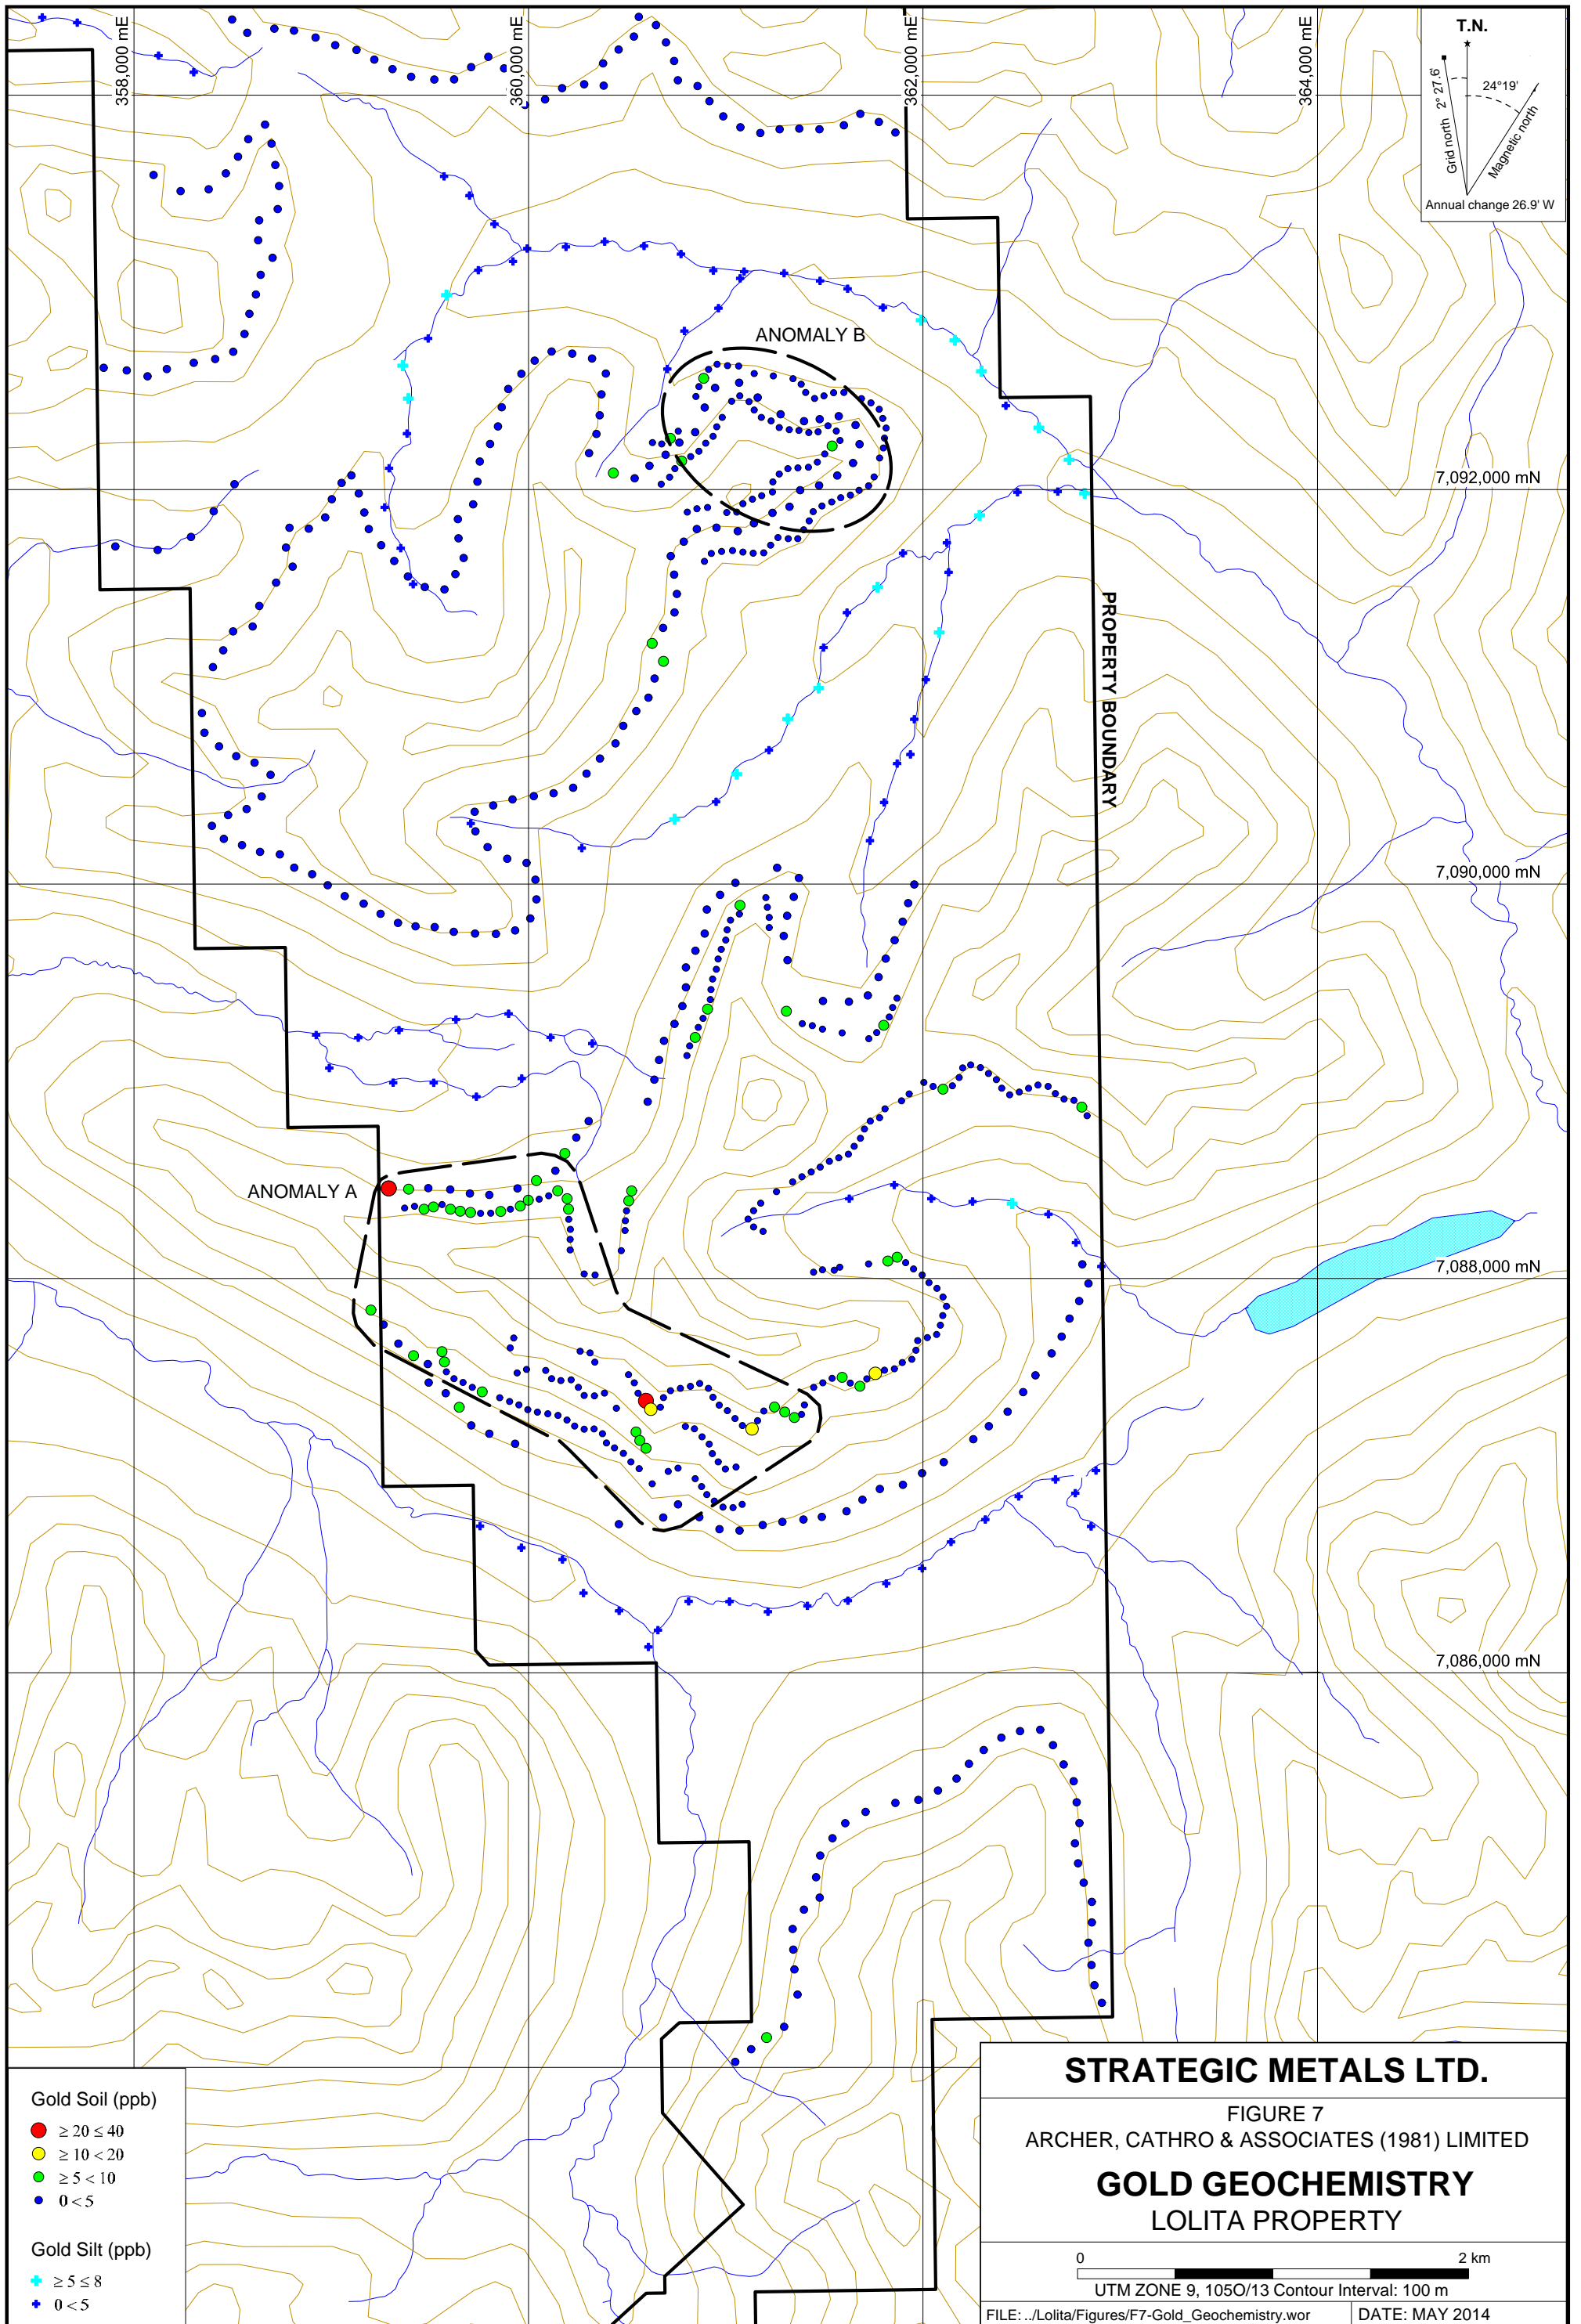 358,000 mE
360,000 mE
362,000 mE
364,000 mE
T.N.
24°19'
Grid north 2° 27.6'
Magnetic north
Annual change 26.9' W
ANOMALY B
7,092,000 mN
PROPERTY BOUNDARY
7,090,000 mN
ANOMALY A
7,088,000 mN
7,086,000 mN
Gold Soil (ppb)
≥ 20 ≤ 40
≥ 10 < 20
≥ 5 < 10
0 < 5
Gold Silt (ppb)
≥ 5 ≤ 8
0 < 5
STRATEGIC METALS LTD.
FIGURE 7
ARCHER, CATHRO & ASSOCIATES (1981) LIMITED
GOLD GEOCHEMISTRY
LOLITA PROPERTY
0 2 km
UTM ZONE 9, 105O/13 Contour Interval: 100 m
FILE: ../Lolita/Figures/F7-Gold_Geochemistry.wor DATE: MAY 2014